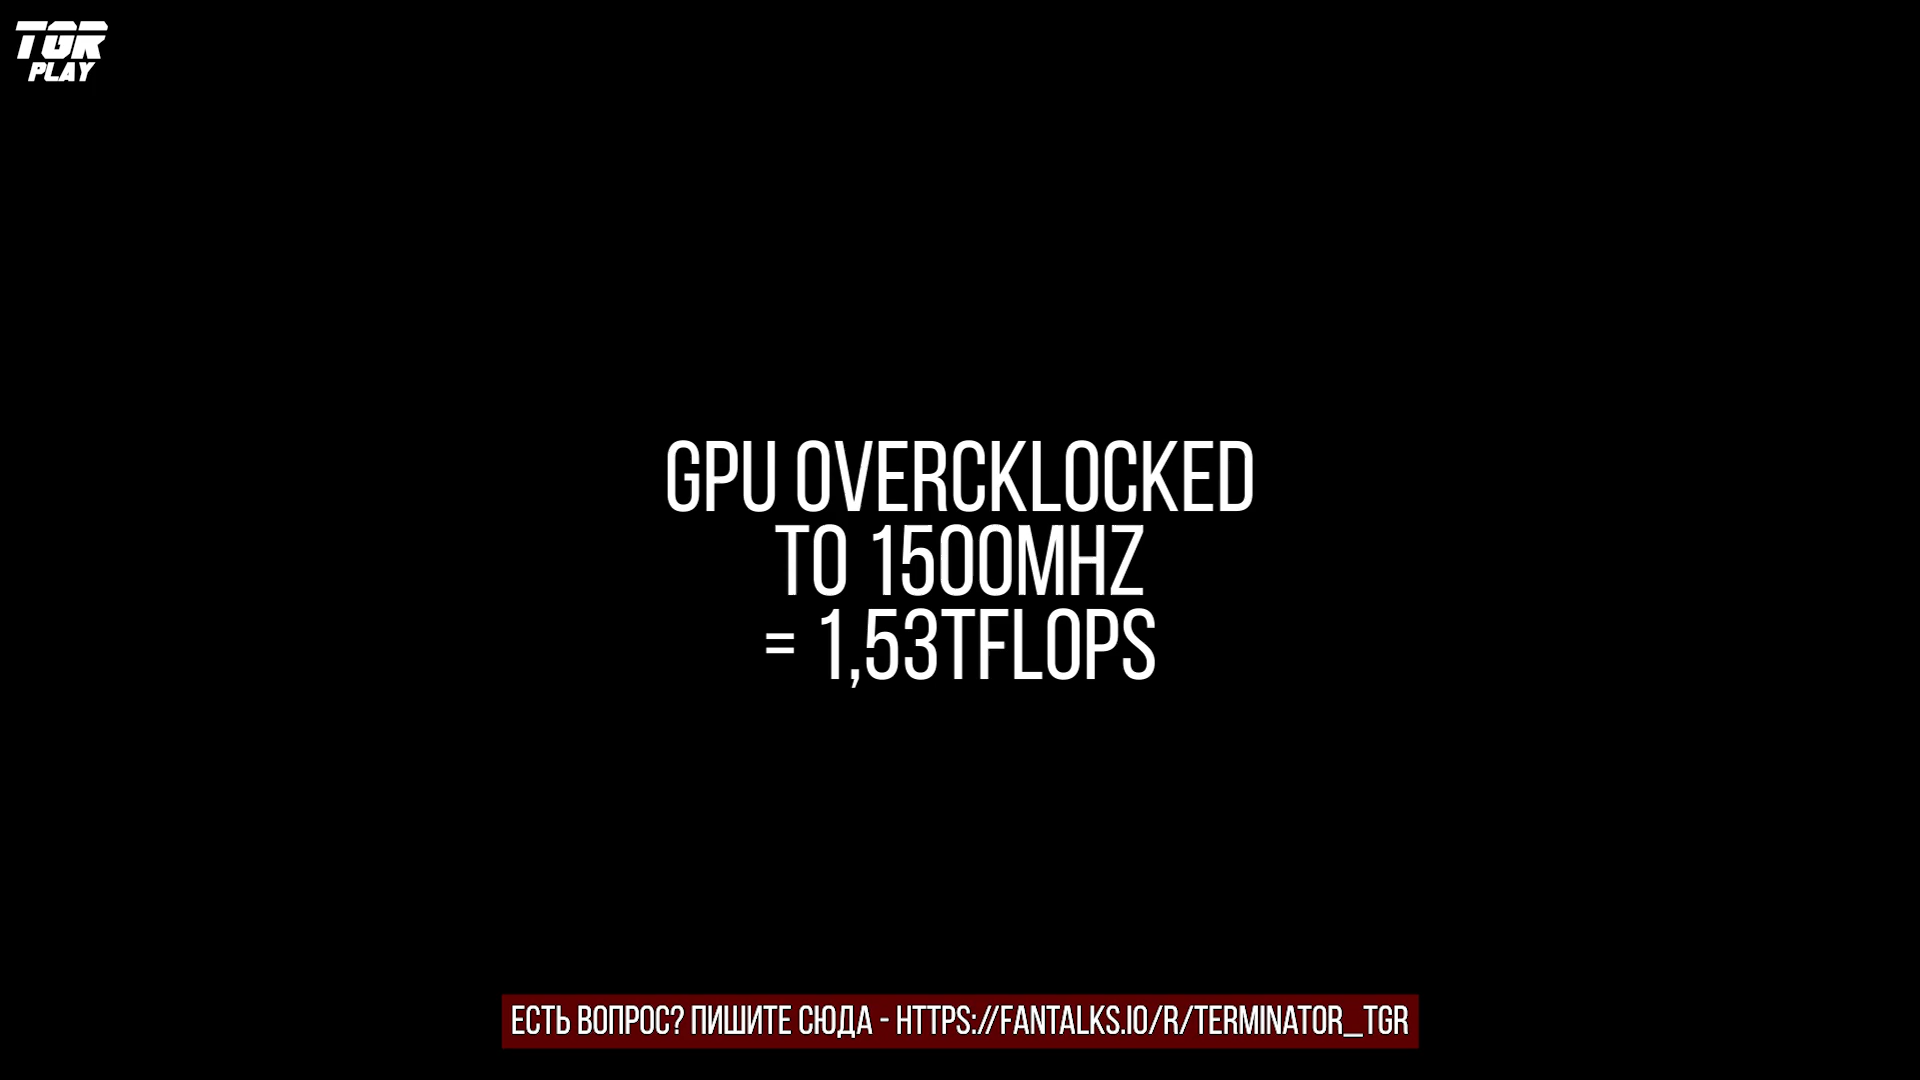 TGR
PLAY
GPU OVERCKLOCKED
TO 1500MHZ
= 1,53TFLOPS
ЕСТЬ ВОПРОС? ПИШИТЕ СЮДА - HTTPS://FANTALKS.IO/R/TERMINATOR_TGR